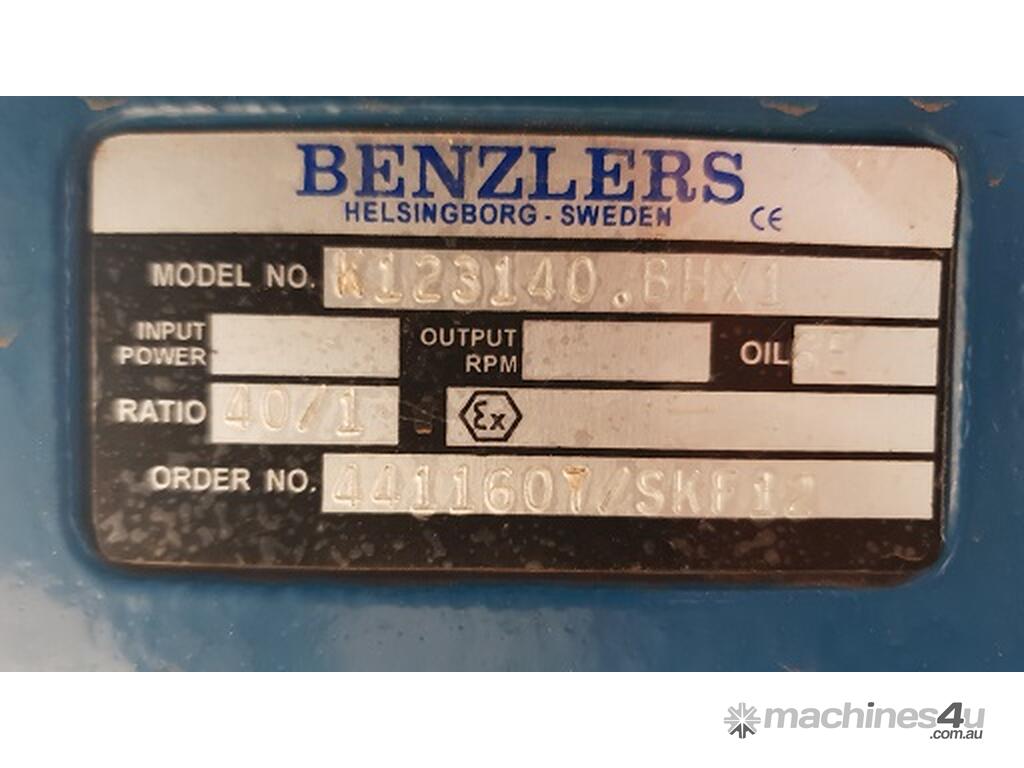 BENZLERS
HELSINGBORG - SWEDEN CE
MODEL NO. K123140.BHX1
INPUT POWER OUTPUT RPM OIL 6E
RATIO 40/1 - Ex -
ORDER NO. 4411607/SKF12
machines4u
.com.au